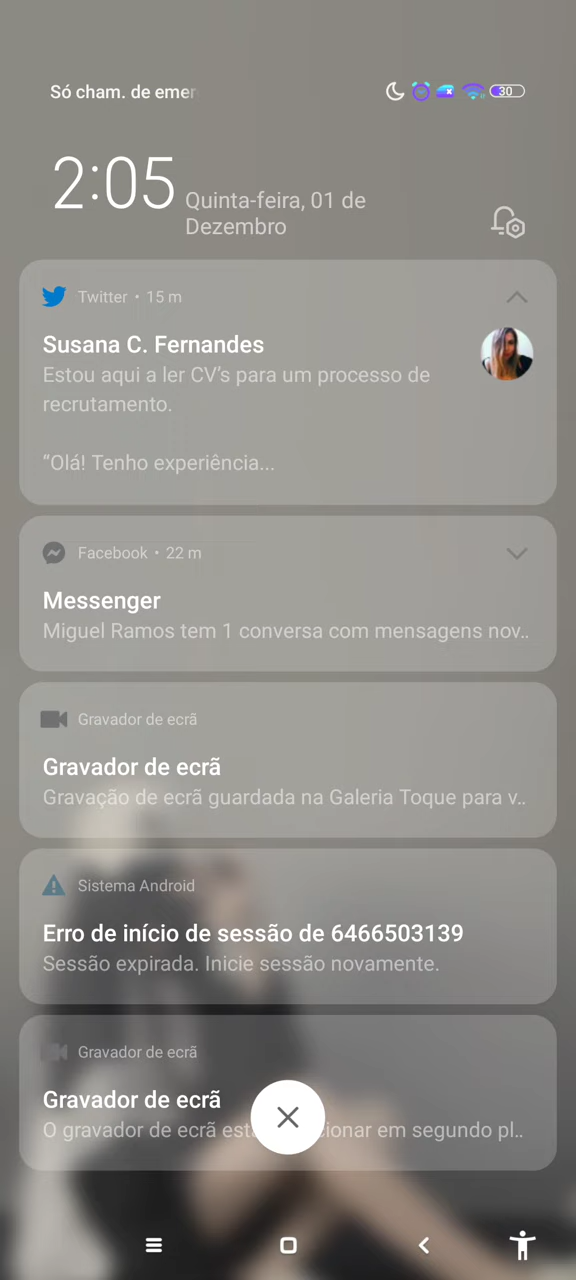 Só cham. de emer
30
2:05
Quinta-feira, 01 de
Dezembro
Twitter • 15 m
Susana C. Fernandes
Estou aqui a ler CV's para um processo de
recrutamento.
“Olá! Tenho experiência...
Facebook • 22 m
Messenger
Miguel Ramos tem 1 conversa com mensagens nov..
Gravador de ecrã
Gravador de ecrã
Gravação de ecrã guardada na Galeria Toque para v..
Sistema Android
Erro de início de sessão de 6466503139
Sessão expirada. Inicie sessão novamente.
Gravador de ecrã
Gravador de ecrã
O gravador de ecrã em segundo pl..